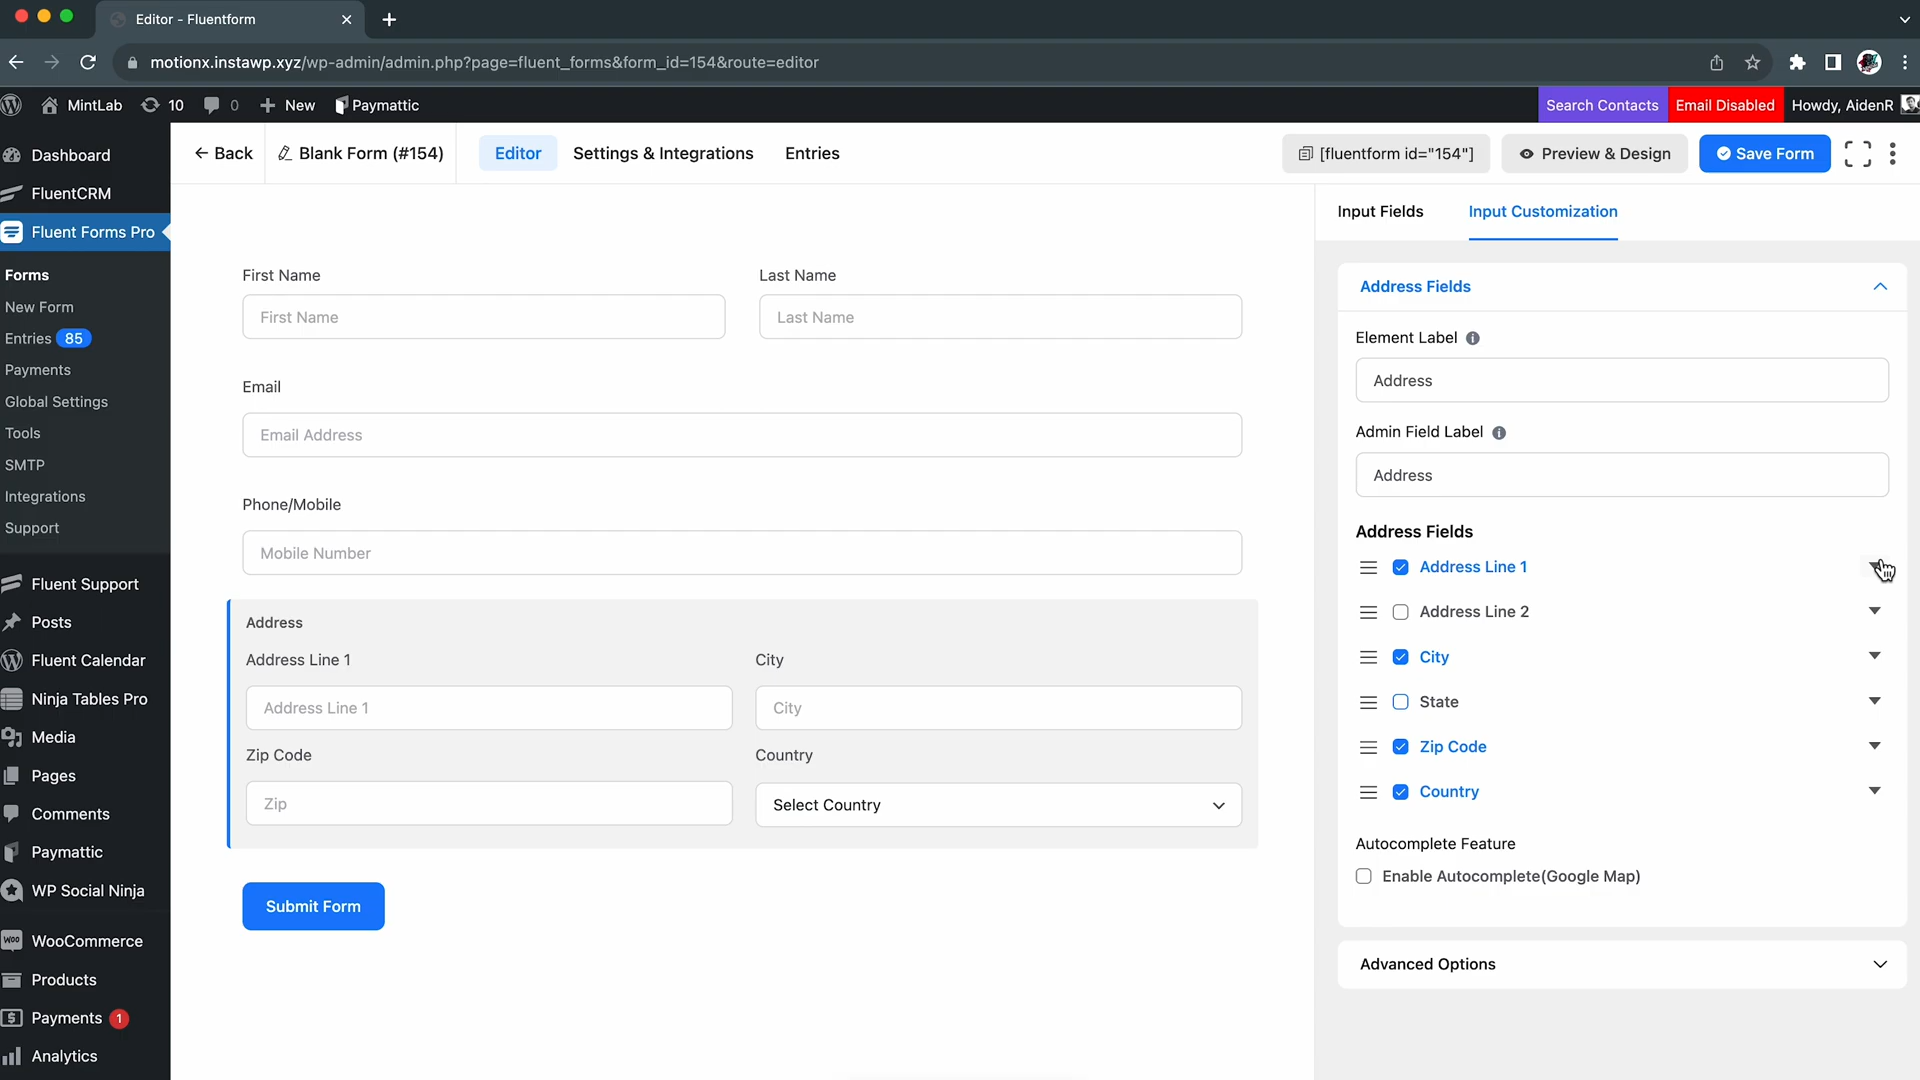 Editor - Fluentform
motionx.instawp.xyz/wp-admin/admin.php?page=fluent_forms&form_id=154&route=editor
MintLab 10 0 New Paymattic Search Contacts Email Disabled Howdy, AidenR
Dashboard
FluentCRM
Fluent Forms Pro
Forms
New Form
Entries 85
Payments
Global Settings
Tools
SMTP
Integrations
Support
Fluent Support
Posts
Fluent Calendar
Ninja Tables Pro
Media
Pages
Comments
Paymattic
WP Social Ninja
WOO WooCommerce
Products
Payments 1
Analytics
Back Blank Form (#154) Editor Settings & Integrations Entries [fluentform id="154"] Preview & Design Save Form
First Name Last Name
First Name Last Name
Email
Email Address
Phone/Mobile
Mobile Number
Address
Address Line 1 City
Address Line 1 City
Zip Code Country
Zip Select Country
Submit Form
Input Fields Input Customization
Address Fields
Element Label
Address
Admin Field Label
Address
Address Fields
Address Line 1
Address Line 2
City
State
Zip Code
Country
Autocomplete Feature
Enable Autocomplete(Google Map)
Advanced Options